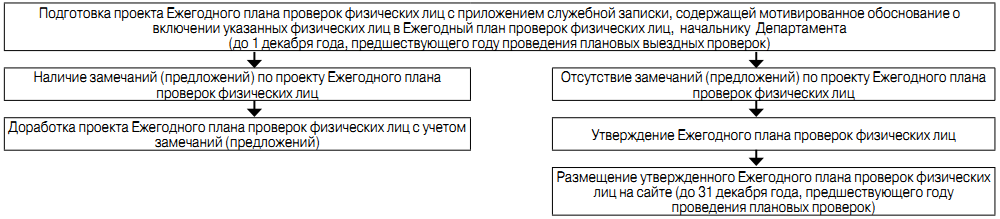 Подготовка проекта Ежегодного плана проверок физических лиц с приложением служебной записки, содержащей мотивированное обоснование о
включении указанных физических лиц в Ежегодный план проверок физических лиц, начальнику Департамента
(до 1 декабря года, предшествующего году проведения плановых выездных проверок)
Наличие замечаний (предложений) по проекту Ежегодного плана
проверок физических лиц
Доработка проекта Ежегодного плана проверок физических лиц с учетом
замечаний (предложений)
Отсутствие замечаний (предложений) по проекту Ежегодного плана
проверок физических лиц
Утверждение Ежегодного плана проверок физических лиц
Размещение утвержденного Ежегодного плана проверок физических
лиц на сайте (до 31 декабря года, предшествующего году
проведения плановых проверок)